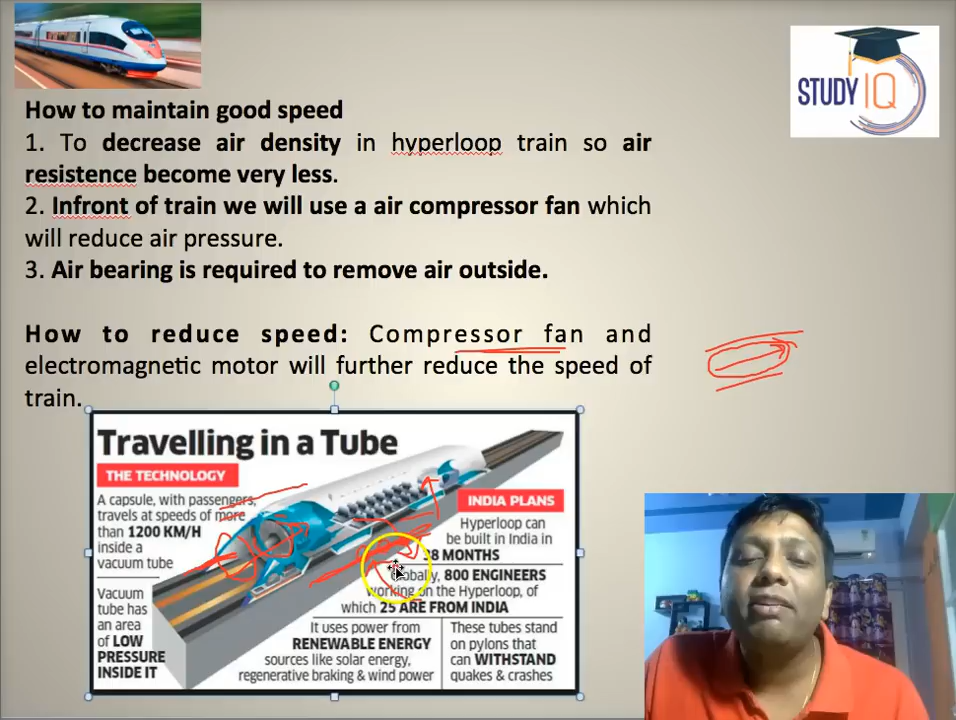 How to maintain good speed
1. To decrease air density in hyperloop train so air
resistence become very less.
2. Infront of train we will use a air compressor fan which
will reduce air pressure.
3. Air bearing is required to remove air outside.
How to reduce speed: Compressor fan and
electromagnetic motor will further reduce the speed of
train.
STUDY IQ
Travelling in a Tube
THE TECHNOLOGY
A capsule, with passengers,
travels at speeds of more
than 1200 KM/H
inside a
vacuum tube
Vacuum
tube has
an area
of LOW
PRESSURE
INSIDE IT
INDIA PLANS
Hyperloop can
be built in India in
38 MONTHS
Globally, 800 ENGINEERS
working on the Hyperloop, of
which 25 ARE FROM INDIA
It uses power from
RENEWABLE ENERGY
sources like solar energy,
regenerative braking & wind power
These tubes stand
on pylons that
can WITHSTAND
quakes & crashes